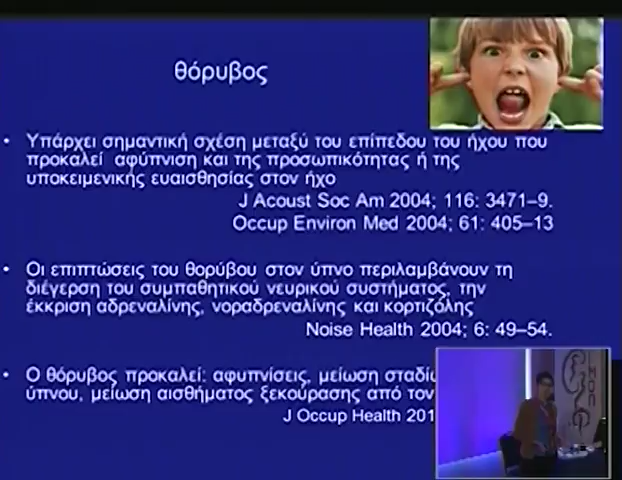 θόρυβος
• Υπάρχει σημαντική σχέση μεταξύ του επίπεδου του ήχου που
προκαλεί αφύπνιση και της προσωπικότητας ή της
υποκειμενικής ευαισθησίας στον ήχο
J Acoust Soc Am 2004; 116: 3471–9.
Occup Environ Med 2004; 61: 405–13
• Οι επιπτώσεις του θορύβου στον ύπνο περιλαμβάνουν τη
διέγερση του συμπαθητικού νευρικού συστήματος, την
έκκριση αδρεναλίνης, νοραδρεναλίνης και κορτιζόλης
Noise Health 2004; 6: 49–54.
• Ο θόρυβος προκαλεί: αφυπνίσεις, μείωση
ύπνου, μείωση αισθήματος ξεκούρασης από τον
J Occup Health